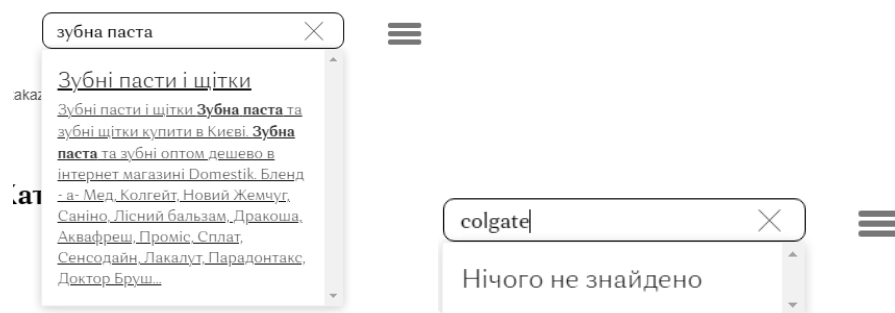 зубна паста
Зубні пасти і щітки
Зубні пасти і щітки Зубна паста та
зубні щітки купити в Києві. Зубна
паста та зубні оптом дешево в
інтернет магазині Domestik. Бленд
- а- Мед, Колгейт, Новий Жемчуг,
Саніно, Лісний бальзам, Дракоша,
Аквафреш, Проміс, Сплат,
Сенсодайн, Лакалут, Парадонтакс,
Доктор Бруш...
colgate
Нічого не знайдено